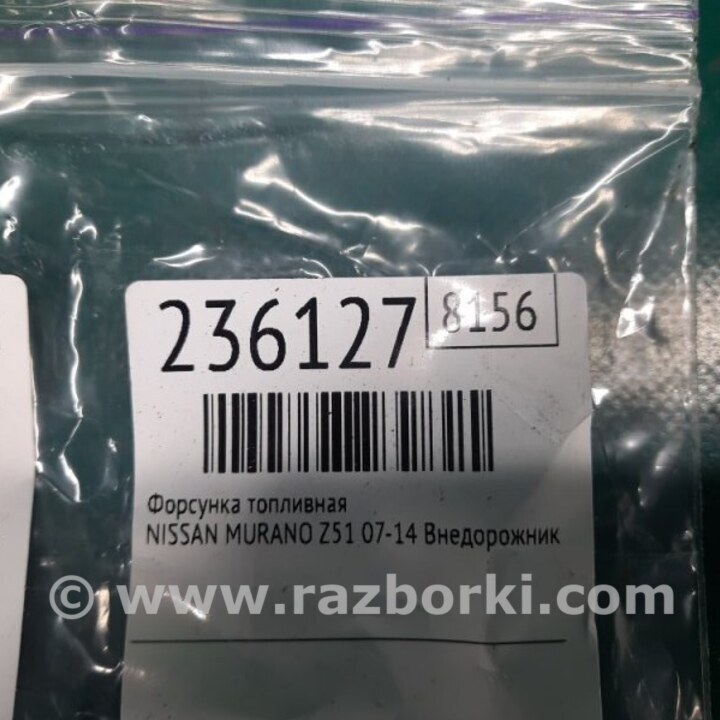 236127
8156
Форсунка топливная
NISSAN MURANO Z51 07-14 Внедорожник
© www.razborki.com